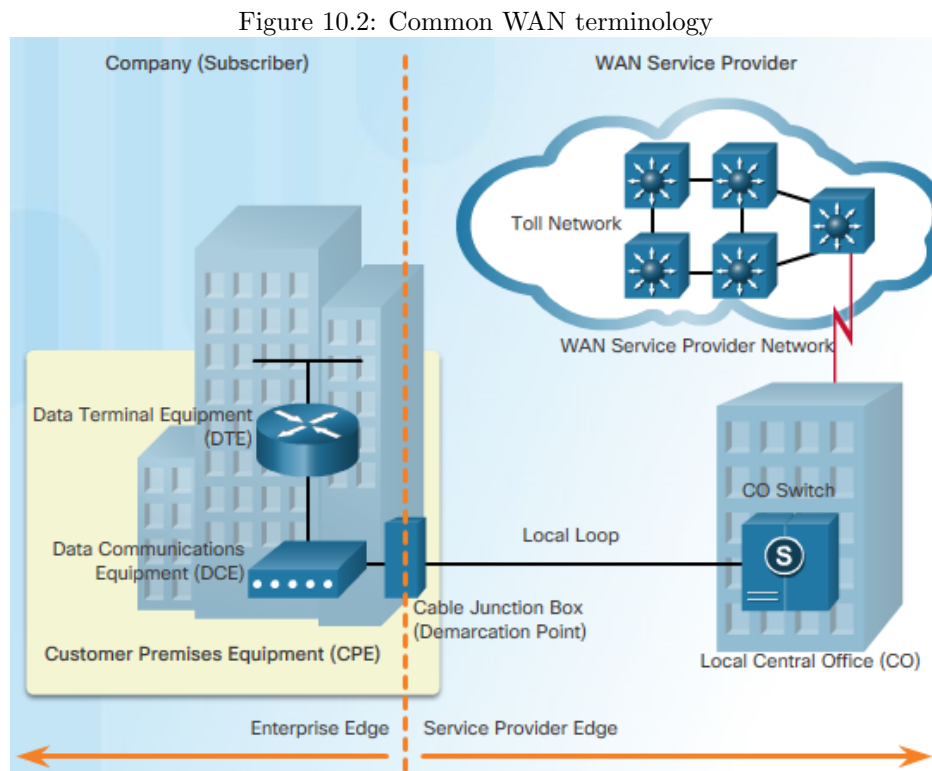 Figure 10.2: Common WAN terminology
Company (Subscriber)
WAN Service Provider
Toll Network
WAN Service Provider Network
Data Terminal Equipment
(DTE)
CO Switch
S
Data Communications
Equipment (DCE)
Local Loop
Cable Junction Box
(Demarcation Point)
Customer Premises Equipment (CPE)
Local Central Office (CO)
Enterprise Edge
Service Provider Edge